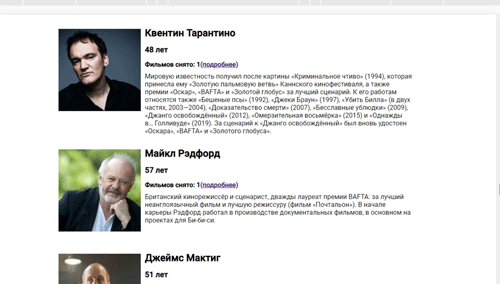 Квентин Тарантино
48 лет
Фильмов снято: 1(подробнее)
Мировую известность получил после картины «Криминальное чтиво» (1994), которая
принесла ему «Золотую пальмовую ветвь» Каннского кинофестиваля, а также
премии «Оскар», «BAFTA» и «Золотой глобус» за лучший сценарий. К его работам
относятся также «Бешеные псы» (1992), «Джеки Браун» (1997), «Убить Билла» (в двух
частях, 2003—2004), «Доказательство смерти» (2007), «Бесславные ублюдки» (2009),
«Джанго освобождённый» (2012), «Омерзительная восьмёрка» (2015) и «Однажды
в… Голливуде» (2019). За сценарий к «Джанго освобождённый» был вновь удостоен
«Оскара», «BAFTA» и «Золотого глобуса».
Майкл Рэдфорд
57 лет
Фильмов снято: 1(подробнее)
Британский кинорежиссёр и сценарист, дважды лауреат премии BAFTA: за лучший
неанглоязычный фильм и лучшую режиссуру (фильм «Почтальон»). В начале
карьеры Рэдфорд работал в производстве документальных фильмов, в основном на
проектах для Би-би-си.
Джеймс Мактиг
51 лет